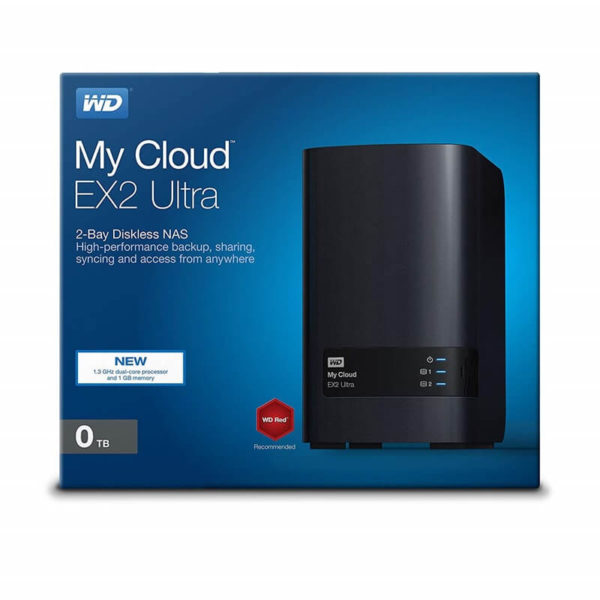 WD
My Cloud™
EX2 Ultra
2-Bay Diskless NAS
High-performance backup, sharing,
syncing and access from anywhere
NEW
1.3 GHz dual-core processor
and 1 GB memory
0 TB
WD Red™
Recommended
WD
My Cloud
EX2 Ultra
1
2